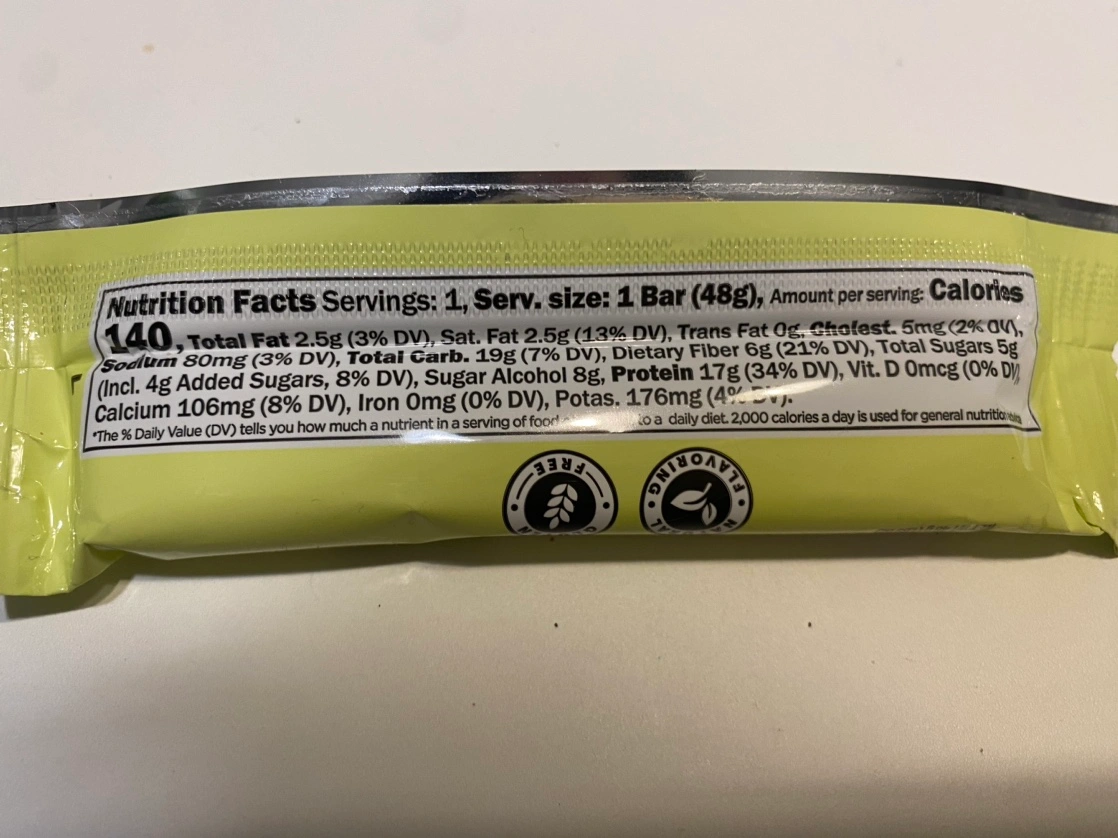 Nutrition Facts Servings: 1, Serv. size: 1 Bar (48g), Amount per serving: Calories
140, Total Fat 2.5g (3% DV), Sat. Fat 2.5g (13% DV), Trans Fat 0g, Cholest. 5mg (2% DV),
Sodium 80mg (3% DV), Total Carb. 19g (7% DV), Dietary Fiber 6g (21% DV), Total Sugars 5g
(Incl. 4g Added Sugars, 8% DV), Sugar Alcohol 8g, Protein 17g (34% DV), Vit. D 0mcg (0% DV),
Calcium 106mg (8% DV), Iron 0mg (0% DV), Potas. 176mg (4% DV).
*The % Daily Value (DV) tells you how much a nutrient in a serving of food to a daily diet. 2,000 calories a day is used for general nutrition
FREE
NATURAL FLAVORING